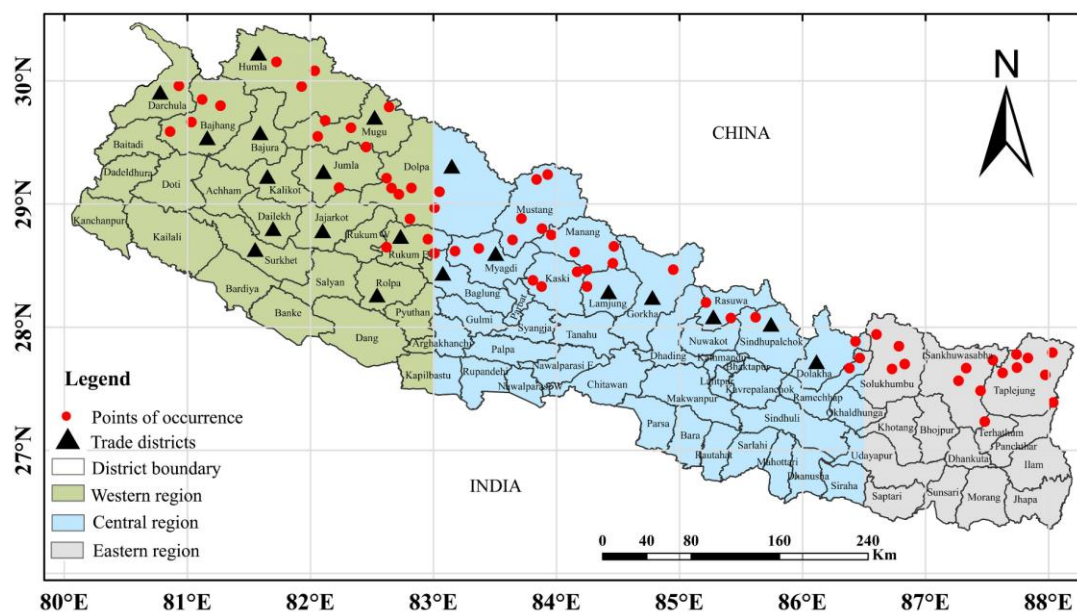 N
CHINA
INDIA
Humla
Darchula
Bajhang
Mugu
Baitadi
Bajura
Dolpa
Jumla
Dadeldhura
Doti
Achham
Kalikot
Mustang
Kanchanpur
Dailekh
Jajarkot
Manang
Kailali
Rukum W
Surkhet
Rukum E
Myagdi
Kaski
Bardiya
Salyan
Rolpa
Baglung
Parbat
Lamjung
Gorkha
Rasuwa
Banke
Pyuthan
Gulmi
Syangja
Tanahu
Nuwakot
Sindhupalchok
Dang
Arghakhanchi
Palpa
Dhading
Kathmandu
Bhaktapur
Dolakha
Sankhuwasabha
Kapilbastu
Rupandehi
Nawalparasi E
Nawalparasi W
Chitawan
Lalitpur
Kavrepalanchok
Ramechhap
Solukhumbu
Taplejung
Makwanpur
Okhaldhunga
Sindhuli
Khotang
Bhojpur
Terhathum
Panchthar
Parsa
Bara
Rautahat
Sarlahi
Mahottari
Dhanusha
Siraha
Udayapur
Dhankuta
Ilam
Saptari
Sunsari
Morang
Jhapa
Legend
Points of occurrence
Trade districts
District boundary
Western region
Central region
Eastern region
0 40 80 160 240
Km
30°N
29°N
28°N
27°N
30°N
29°N
28°N
27°N
80°E 81°E 82°E 83°E 84°E 85°E 86°E 87°E 88°E